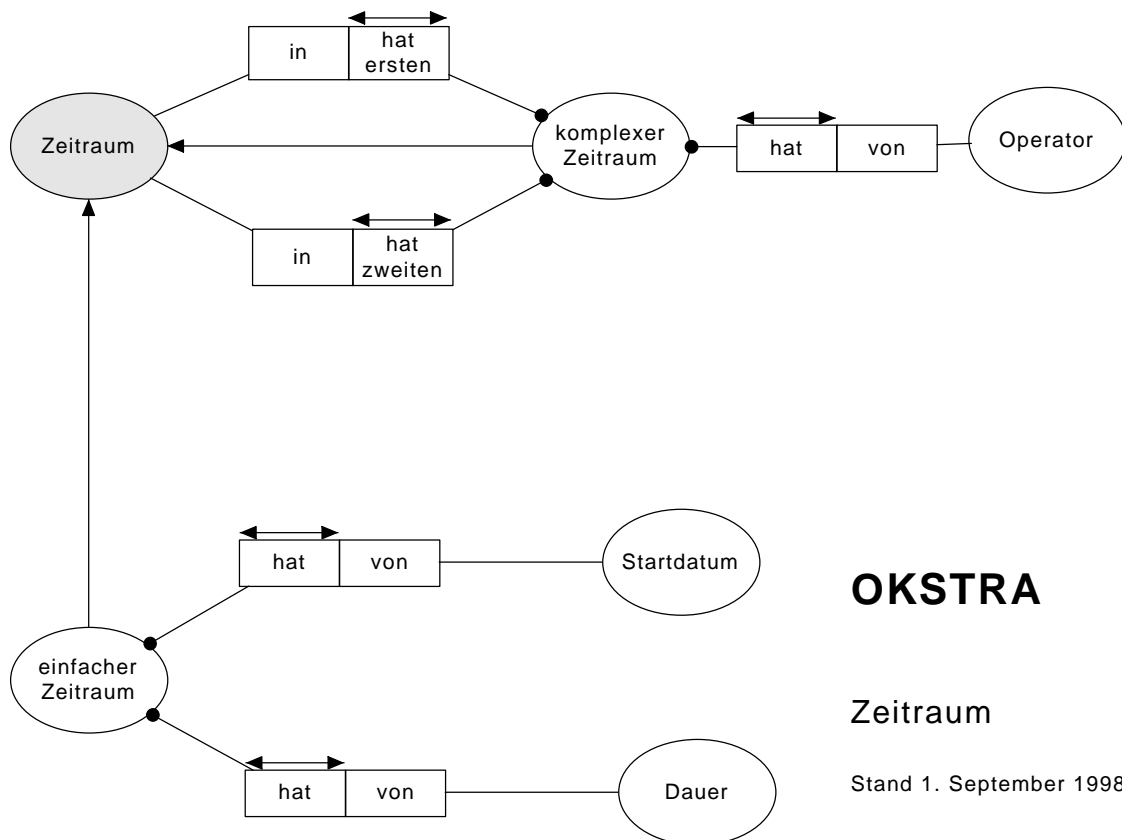 in
hat
ersten
Zeitraum
komplexer
Zeitraum
hat
von
Operator
in
hat
zweiten
hat
von
Startdatum
OKSTRA
einfacher
Zeitraum
Zeitraum
hat
von
Dauer
Stand 1. September 1998